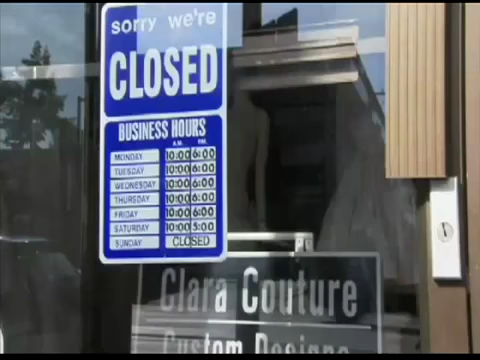 sorry we're
CLOSED
BUSINESS HOURS
A.M. P.M.
MONDAY 10:00 6:00
TUESDAY 10:00 6:00
WEDNESDAY 10:00 6:00
THURSDAY 10:00 6:00
FRIDAY 10:00 6:00
SATURDAY 10:00 5:00
SUNDAY CLOSED
Clara Couture
Custom Designs